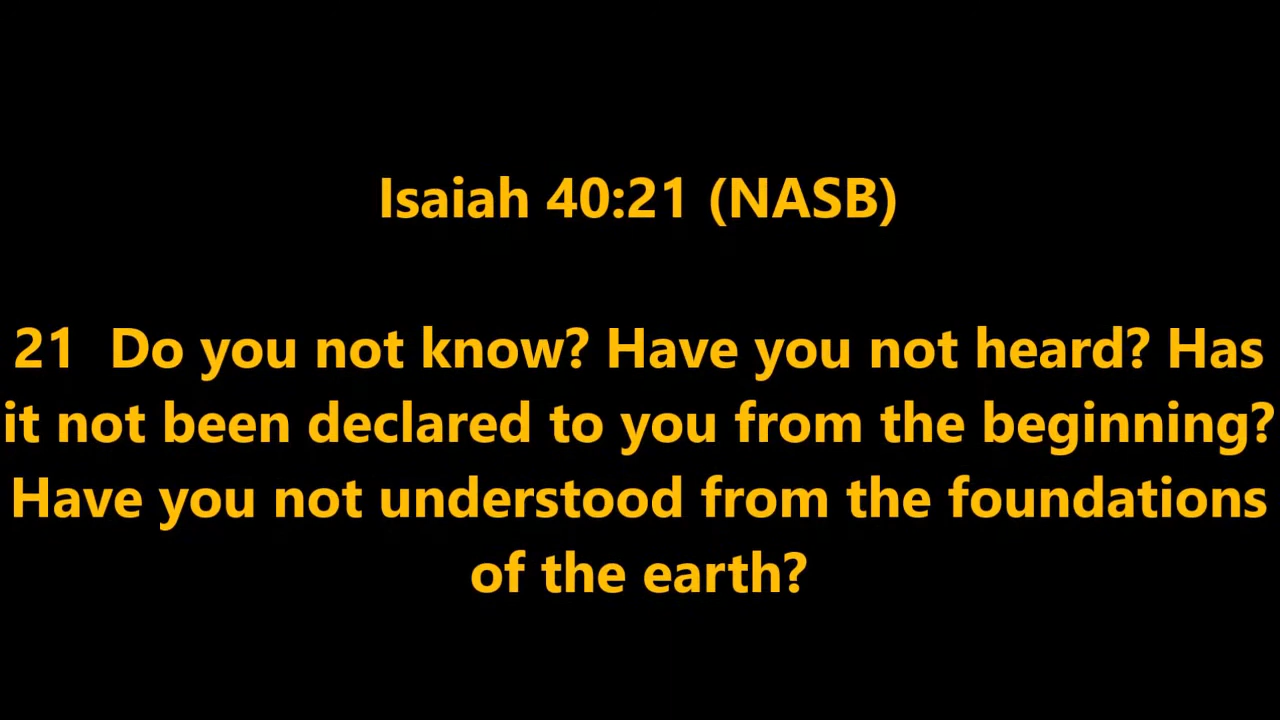 Isaiah 40:21 (NASB)
21  Do you not know? Have you not heard? Has
it not been declared to you from the beginning?
Have you not understood from the foundations
of the earth?